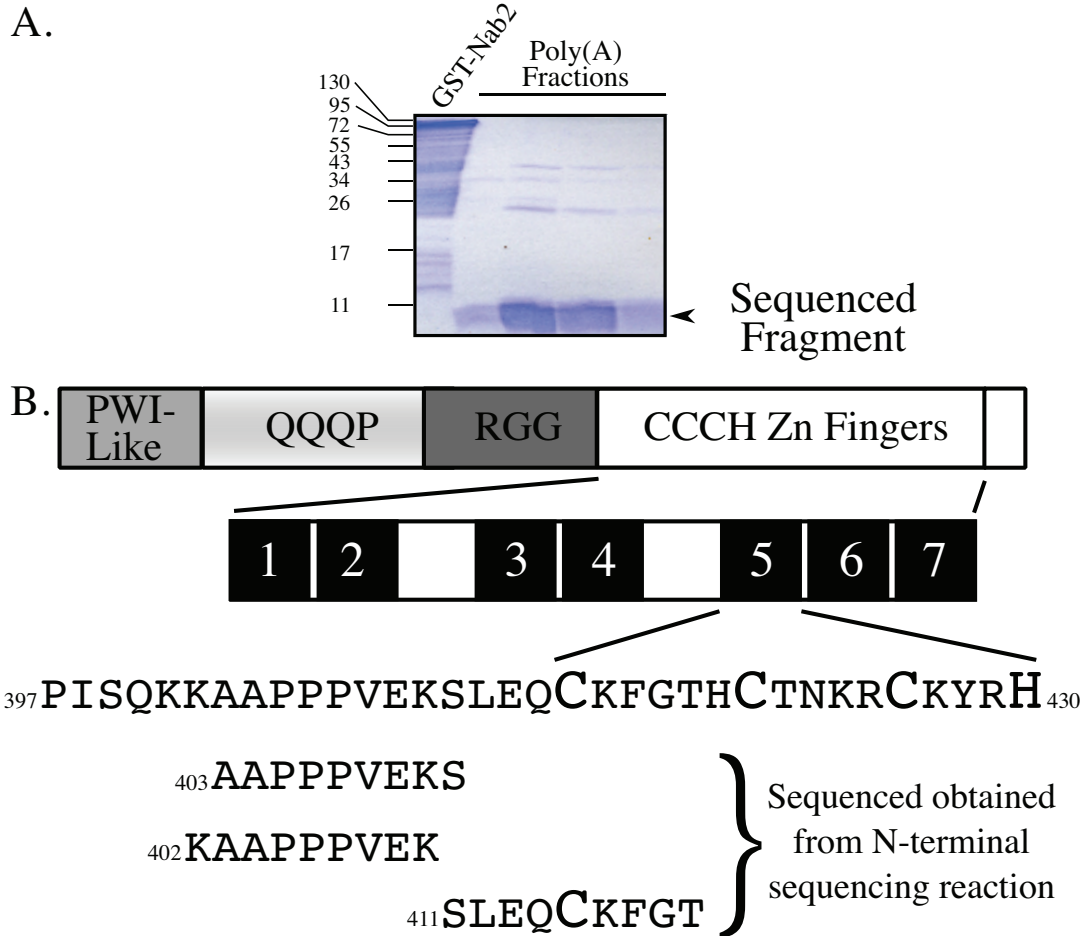 A.
GST-Nab2
Poly(A)
Fractions
130
95
72
55
43
34
26
17
11
Sequenced
Fragment
B.
PWI-
Like
QQQP
RGG
CCCH Zn Fingers
1 2 3 4 5 6 7
397PISQKKAAPPPVEKSLEQCKFGTHCTNKRCKYRH430
403AAPPPVEKS
402KAAPPPVEK
411SLEQCKFGT
Sequenced obtained
from N-terminal
sequencing reaction